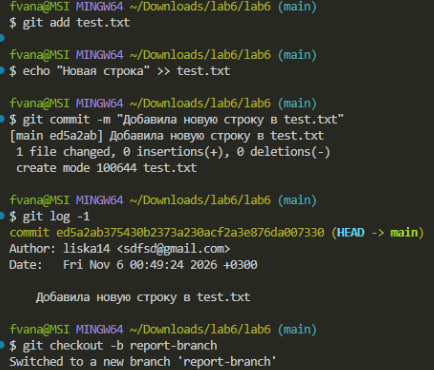 fvana@MSI MINGW64 ~/Downloads/lab6/lab6 (main)
$ git add test.txt
fvana@MSI MINGW64 ~/Downloads/lab6/lab6 (main)
$ echo "Новая строка" >> test.txt
fvana@MSI MINGW64 ~/Downloads/lab6/lab6 (main)
$ git commit -m "Добавила новую строку в test.txt"
[main ed5a2ab] Добавила новую строку в test.txt
1 file changed, 0 insertions(+), 0 deletions(-)
create mode 100644 test.txt
fvana@MSI MINGW64 ~/Downloads/lab6/lab6 (main)
$ git log -1
commit ed5a2ab375430b2373a230acf2a3e876da007330 (HEAD -> main)
Author: liska14 <sdfsd@gmail.com>
Date:   Fri Nov 6 00:49:24 2026 +0300
Добавила новую строку в test.txt
fvana@MSI MINGW64 ~/Downloads/lab6/lab6 (main)
$ git checkout -b report-branch
Switched to a new branch 'report-branch'